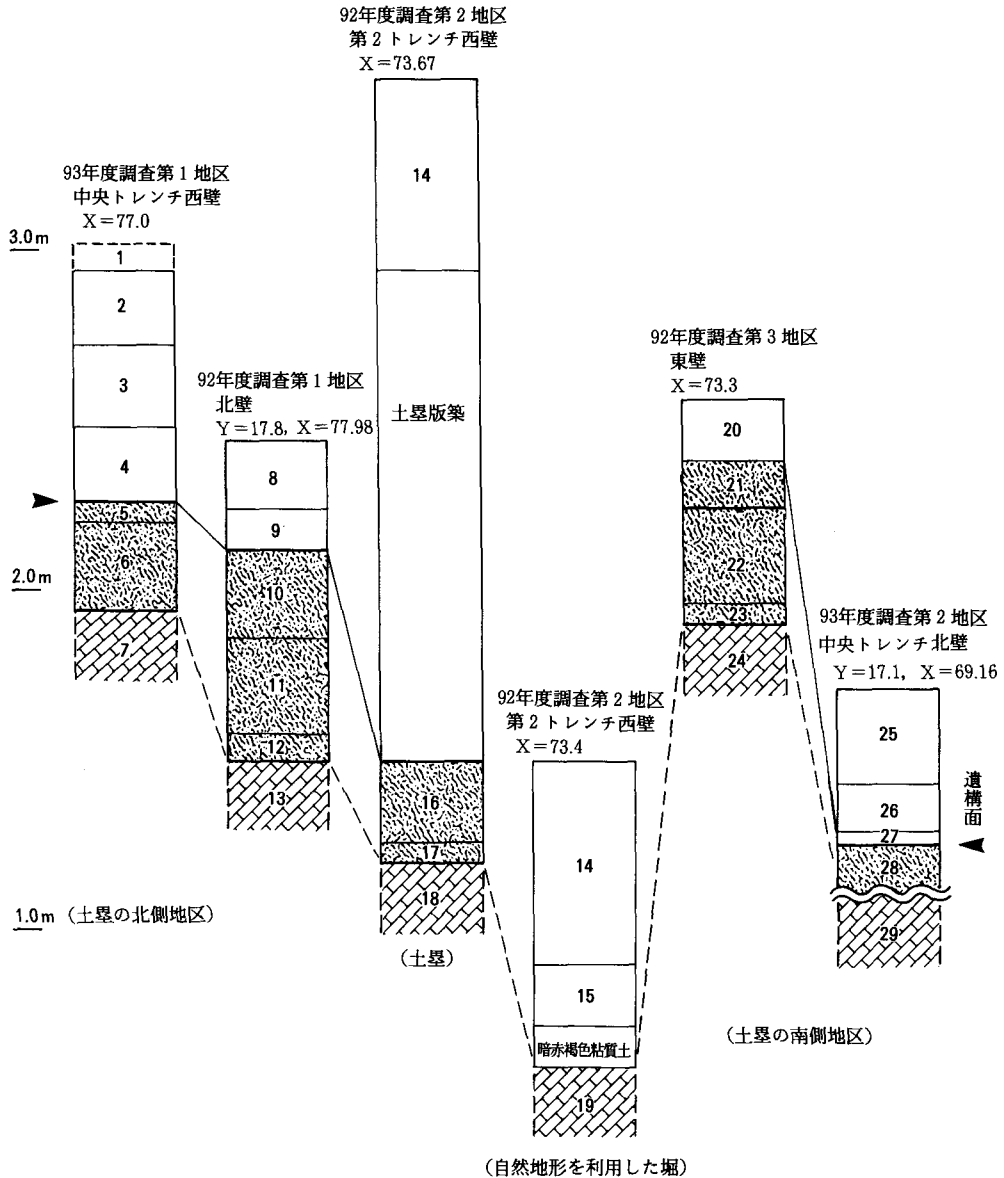 92年度調査第2地区
第2トレンチ西壁
X＝73.67
14
土塁版築
16
17
18
(土塁)
93年度調査第1地区
中央トレンチ西壁
X＝77.0
3.0m
1
2
3
4
5
6
2.0m
7
1.0m (土塁の北側地区)
92年度調査第1地区
北壁
Y＝17.8, X＝77.98
8
9
10
11
12
13
92年度調査第2地区
第2トレンチ西壁
X＝73.4
14
15
暗赤褐色粘質土
19
(自然地形を利用した堀)
92年度調査第3地区
東壁
X＝73.3
20
21
22
23
24
93年度調査第2地区
中央トレンチ北壁
Y＝17.1, X＝69.16
25
26
27
28
29
遺構面
(土塁の南側地区)